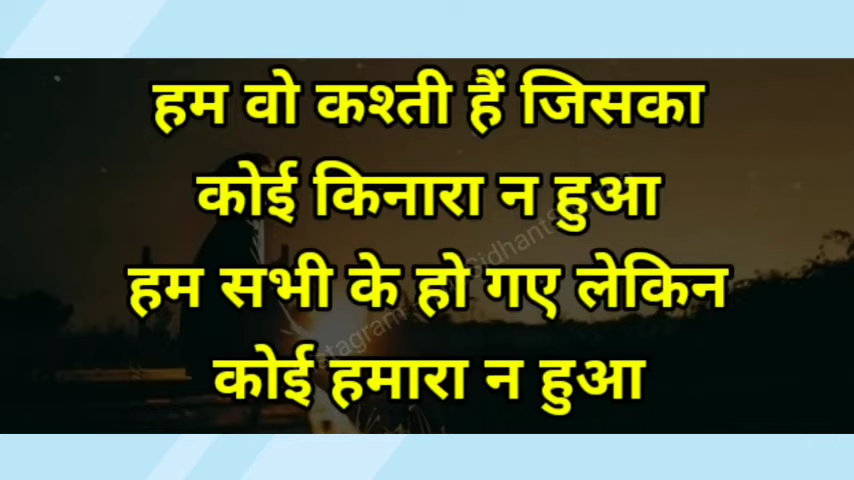 हम वो कश्ती हैं जिसका
कोई किनारा न हुआ
हम सभी के हो गए लेकिन
कोई हमारा न हुआ